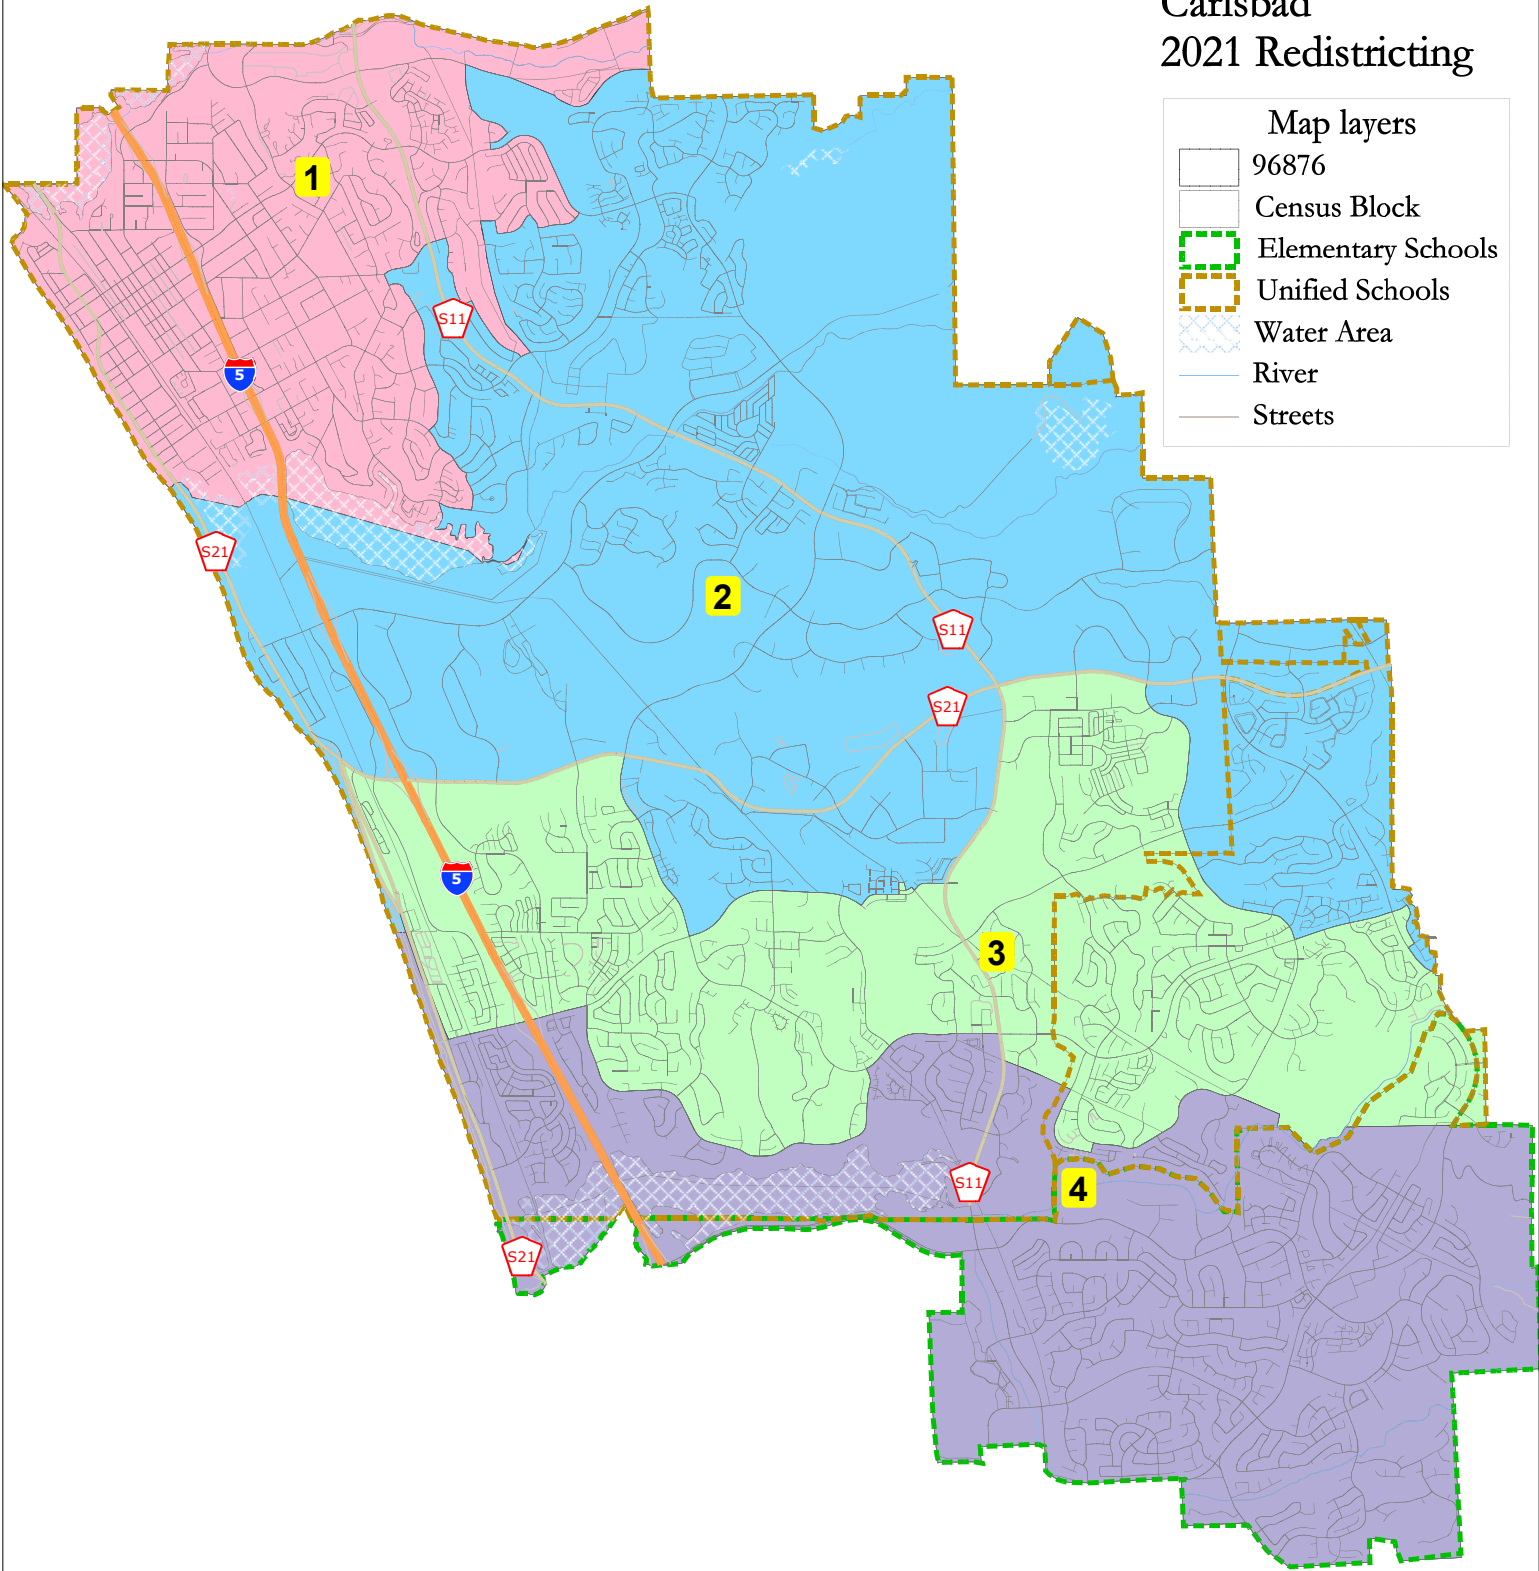 Carlsbad
2021 Redistricting
Map layers
96876
Census Block
Elementary Schools
Unified Schools
Water Area
River
Streets
1
S11
5
S21
2
S11
S21
5
3
S11
4
S21